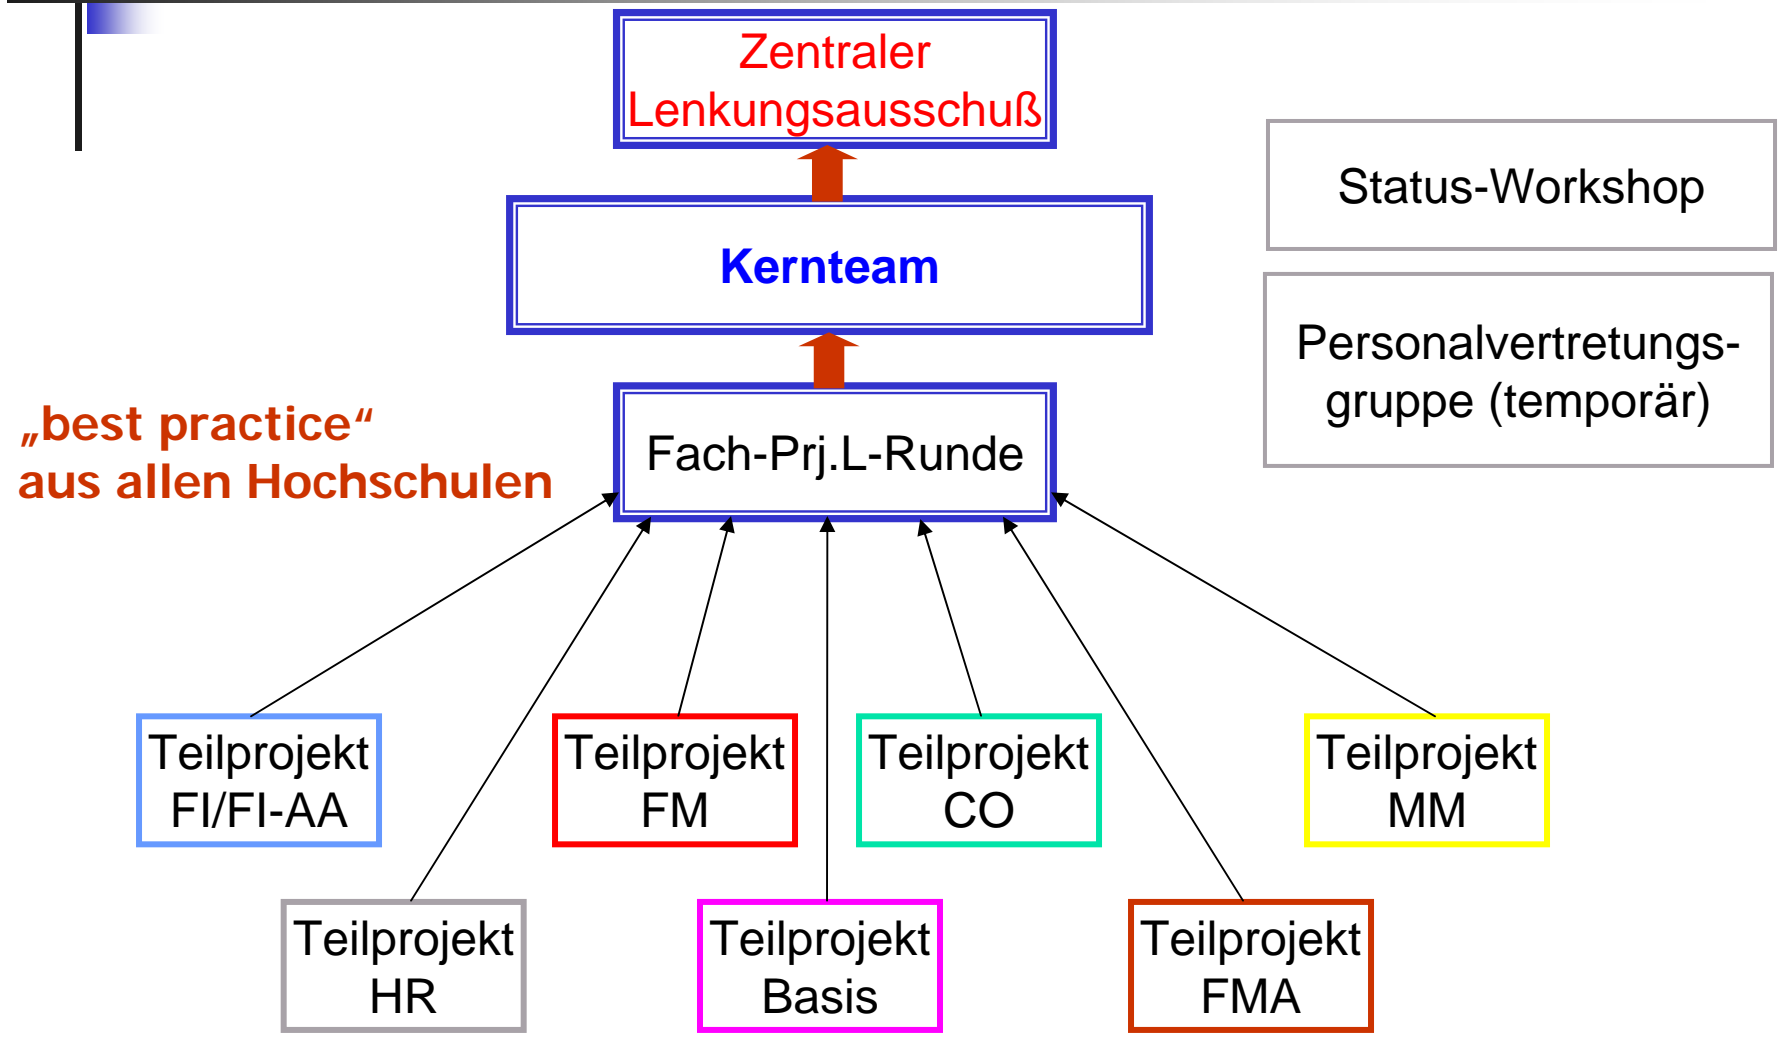 Zentraler
Lenkungsausschuß
Status-Workshop
Kernteam
Personalvertretungs-
gruppe (temporär)
„best practice“
aus allen Hochschulen
Fach-Prj.L-Runde
Teilprojekt
FI/FI-AA
Teilprojekt
FM
Teilprojekt
CO
Teilprojekt
MM
Teilprojekt
HR
Teilprojekt
Basis
Teilprojekt
FMA